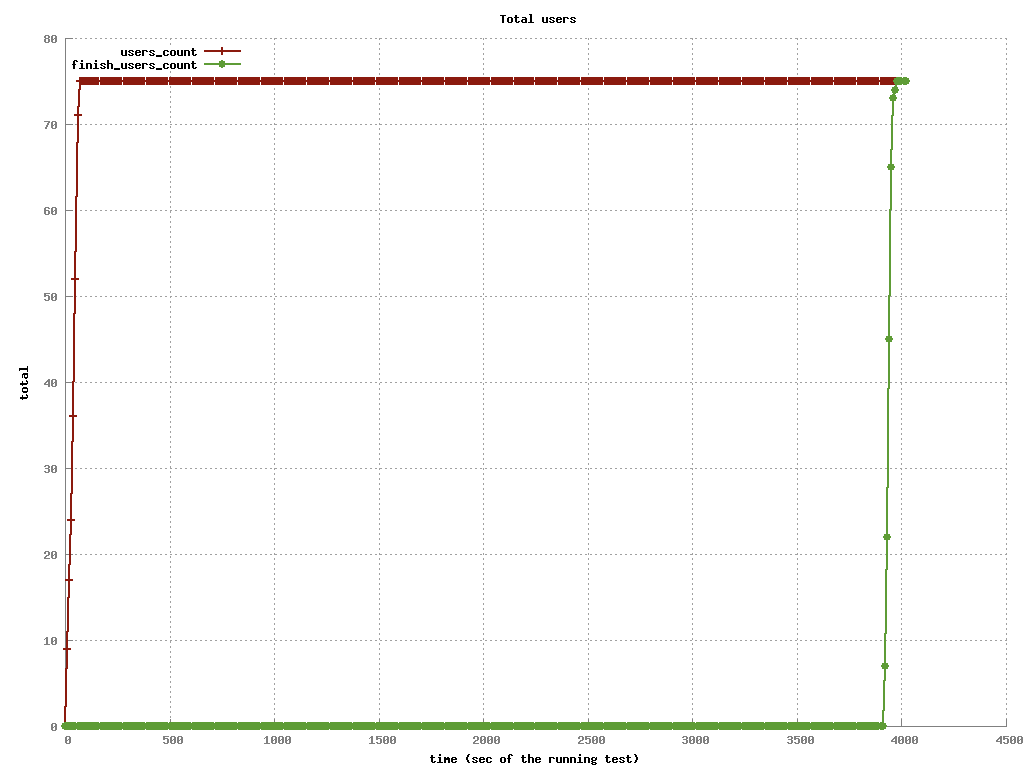 Total users
users_count
finish_users_count
80
70
60
50
40
30
20
10
0
total
0 500 1000 1500 2000 2500 3000 3500 4000 4500
time (sec of the running test)